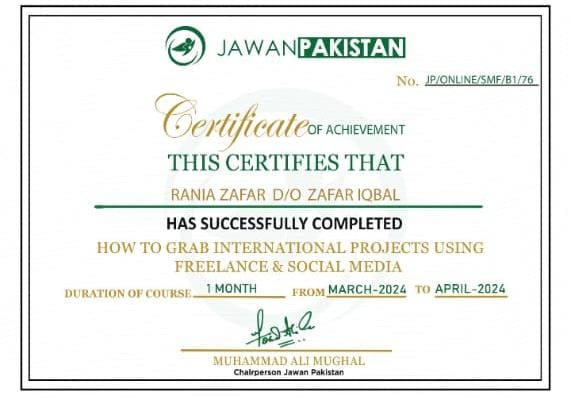 JAWANPAKISTAN
No. JP/ONLINE/SMF/B1/76
Certificate OF ACHIEVEMENT
THIS CERTIFIES THAT
RANIA ZAFAR D/O ZAFAR IQBAL
HAS SUCCESSFULLY COMPLETED
HOW TO GRAB INTERNATIONAL PROJECTS USING
FREELANCE & SOCIAL MEDIA
DURATION OF COURSE 1 MONTH FROM MARCH-2024 TO APRIL-2024
MUHAMMAD ALI MUGHAL
Chairperson Jawan Pakistan